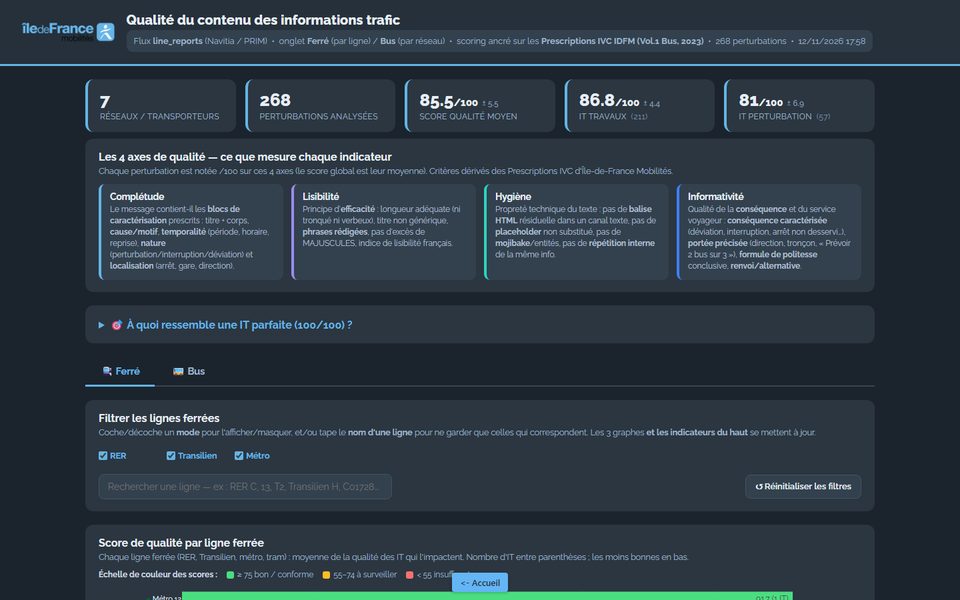 îledeFrance
mobilités
Qualité du contenu des informations trafic
Flux line_reports (Navitia / PRIM) • onglet Ferré (par ligne) / Bus (par réseau) • scoring ancré sur les Prescriptions IVC IDFM (Vol.1 Bus, 2023) • 268 perturbations • 12/11/2026 17:58
7
RÉSEAUX / TRANSPORTEURS
268
PERTURBATIONS ANALYSÉES
85.5/100 ± 5.5
SCORE QUALITÉ MOYEN
86.8/100 ± 4.4
IT TRAVAUX (211)
81/100 ± 6.9
IT PERTURBATION (57)
Les 4 axes de qualité — ce que mesure chaque indicateur
Chaque perturbation est notée /100 sur ces 4 axes (le score global est leur moyenne). Critères dérivés des Prescriptions IVC d'Île-de-France Mobilités.
Complétude
Le message contient-il les blocs de
caractérisation prescrits : titre + corps,
cause/motif, temporalité (période, horaire,
reprise), nature
(perturbation/interruption/déviation) et
localisation (arrêt, gare, direction).
Lisibilité
Principe d'efficacité : longueur adéquate (ni
tronqué ni verbeux), titre non générique,
phrases rédigées, pas d'excès de
MAJUSCULES, indice de lisibilité français.
Hygiène
Propreté technique du texte : pas de balise
HTML résiduelle dans un canal texte, pas de
placeholder non substitué, pas de
mojibake/entités, pas de répétition interne
de la même info.
Informativité
Qualité de la conséquence et du service
voyageur : conséquence caractérisée
(déviation, interruption, arrêt non desservi…),
portée précisée (direction, tronçon, « Prévoir
2 bus sur 3 »), formule de politesse
conclusive, renvoi/alternative.
▶ 🎯 À quoi ressemble une IT parfaite (100/100) ?
Ferré
Bus
Filtrer les lignes ferrées
Coche/décoche un mode pour l'afficher/masquer, et/ou tape le nom d'une ligne pour ne garder que celles qui correspondent. Les 3 graphes et les indicateurs du haut se mettent à jour.
RER
Transilien
Métro
Rechercher une ligne — ex : RER C, 13, T2, Transilien H, C01728…
↺ Réinitialiser les filtres
Score de qualité par ligne ferrée
Chaque ligne ferrée (RER, Transilien, métro, tram) : moyenne de la qualité des IT qui l'impactent. Nombre d'IT entre parenthèses ; les moins bonnes en bas.
Échelle de couleur des scores : ≥ 75 bon / conforme 55–74 à surveiller < 55
<- Accueil
Métro 12